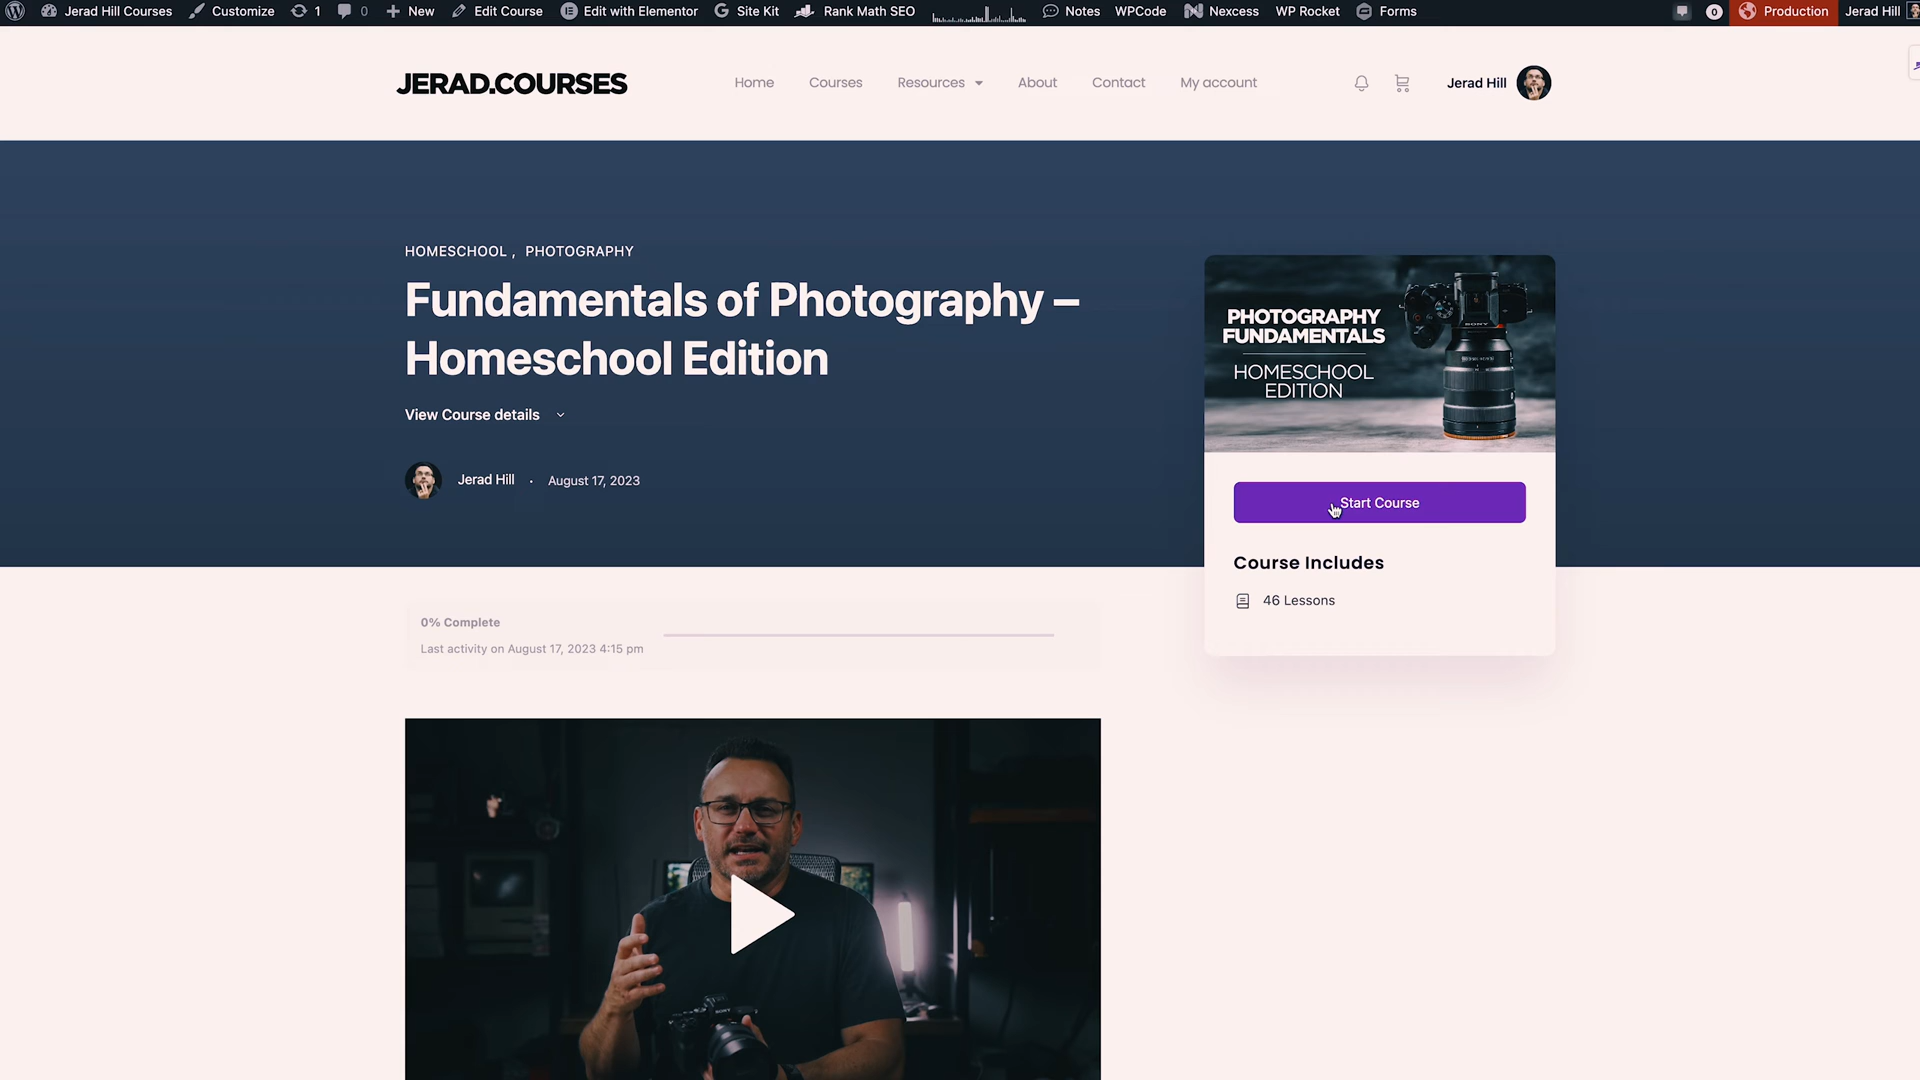 Jerad Hill Courses Customize 1 0 New Edit Course Edit with Elementor Site Kit Rank Math SEO Notes WPCode Nexcess WP Rocket Forms 0 Production Jerad Hill
JERAD.COURSES
Home Courses Resources About Contact My account Jerad Hill
HOMESCHOOL , PHOTOGRAPHY
Fundamentals of Photography –
Homeschool Edition
View Course details
Jerad Hill · August 17, 2023
PHOTOGRAPHY
FUNDAMENTALS
HOMESCHOOL
EDITION
SONY
Start Course
Course Includes
46 Lessons
0% Complete
Last activity on August 17, 2023 4:15 pm
SONY